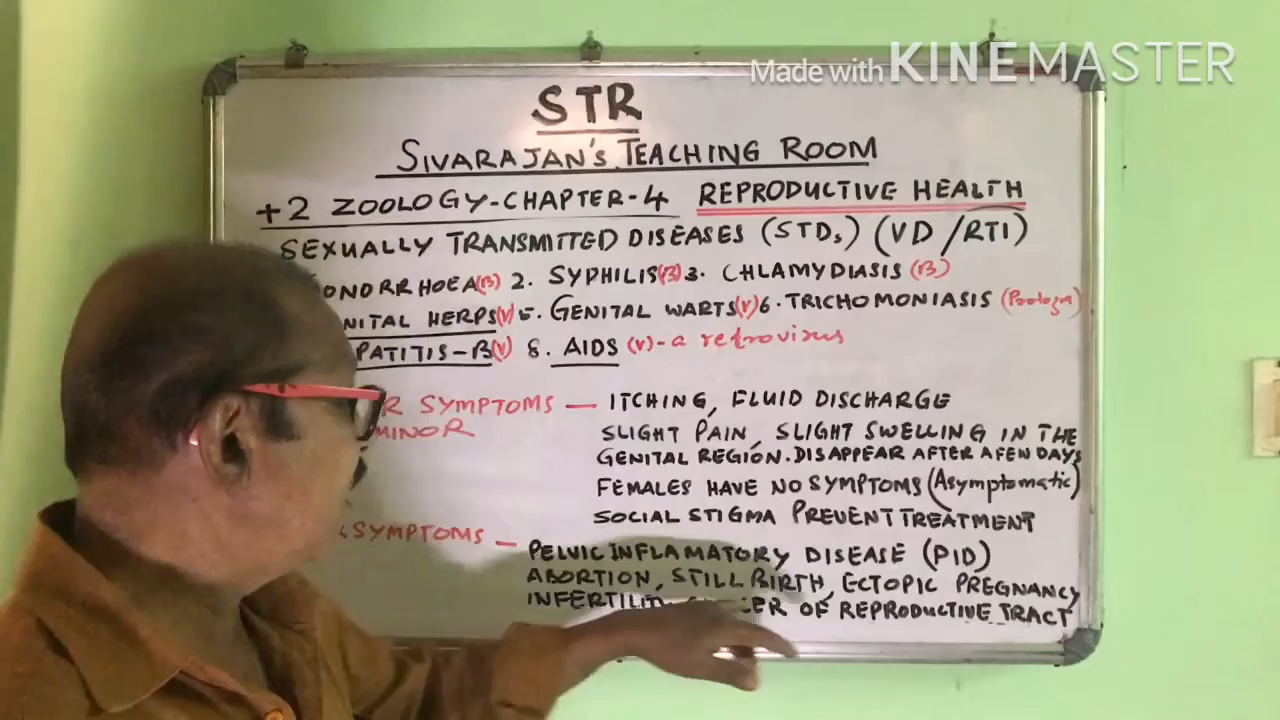 Made with KINEMASTER
STR
SIVARAJAN'S TEACHING ROOM
+2 ZOOLOGY-CHAPTER-4 REPRODUCTIVE HEALTH
SEXUALLY TRANSMITTED DISEASES (STDs) (VD/RTI)
ONORRHOEA(B) 2. SYPHILIS(B) 3. CHLAMYDIASIS (B)
NITAL HERPS(V) 5. GENITAL WARTS(V) 6. TRICHOMONIASIS
PATITIS-B(V) 8. AIDS (V)-a retrovirus
R SYMPTOMS — ITCHING, FLUID DISCHARGE
MINOR SLIGHT PAIN, SLIGHT SWELLING IN THE
GENITAL REGION. DISAPPEAR AFTER A FEN DAYS
FEMALES HAVE NO SYMPTOMS (Asymptomatic)
SOCIAL STIGMA PREVENT TREATMENT
SYMPTOMS — PELVIC INFLAMATORY DISEASE (PID)
ABORTION, STILL BIRTH, ECTOPIC PREGNANCY
INFERTILIT CER OF REPRODUCTIVE TRACT